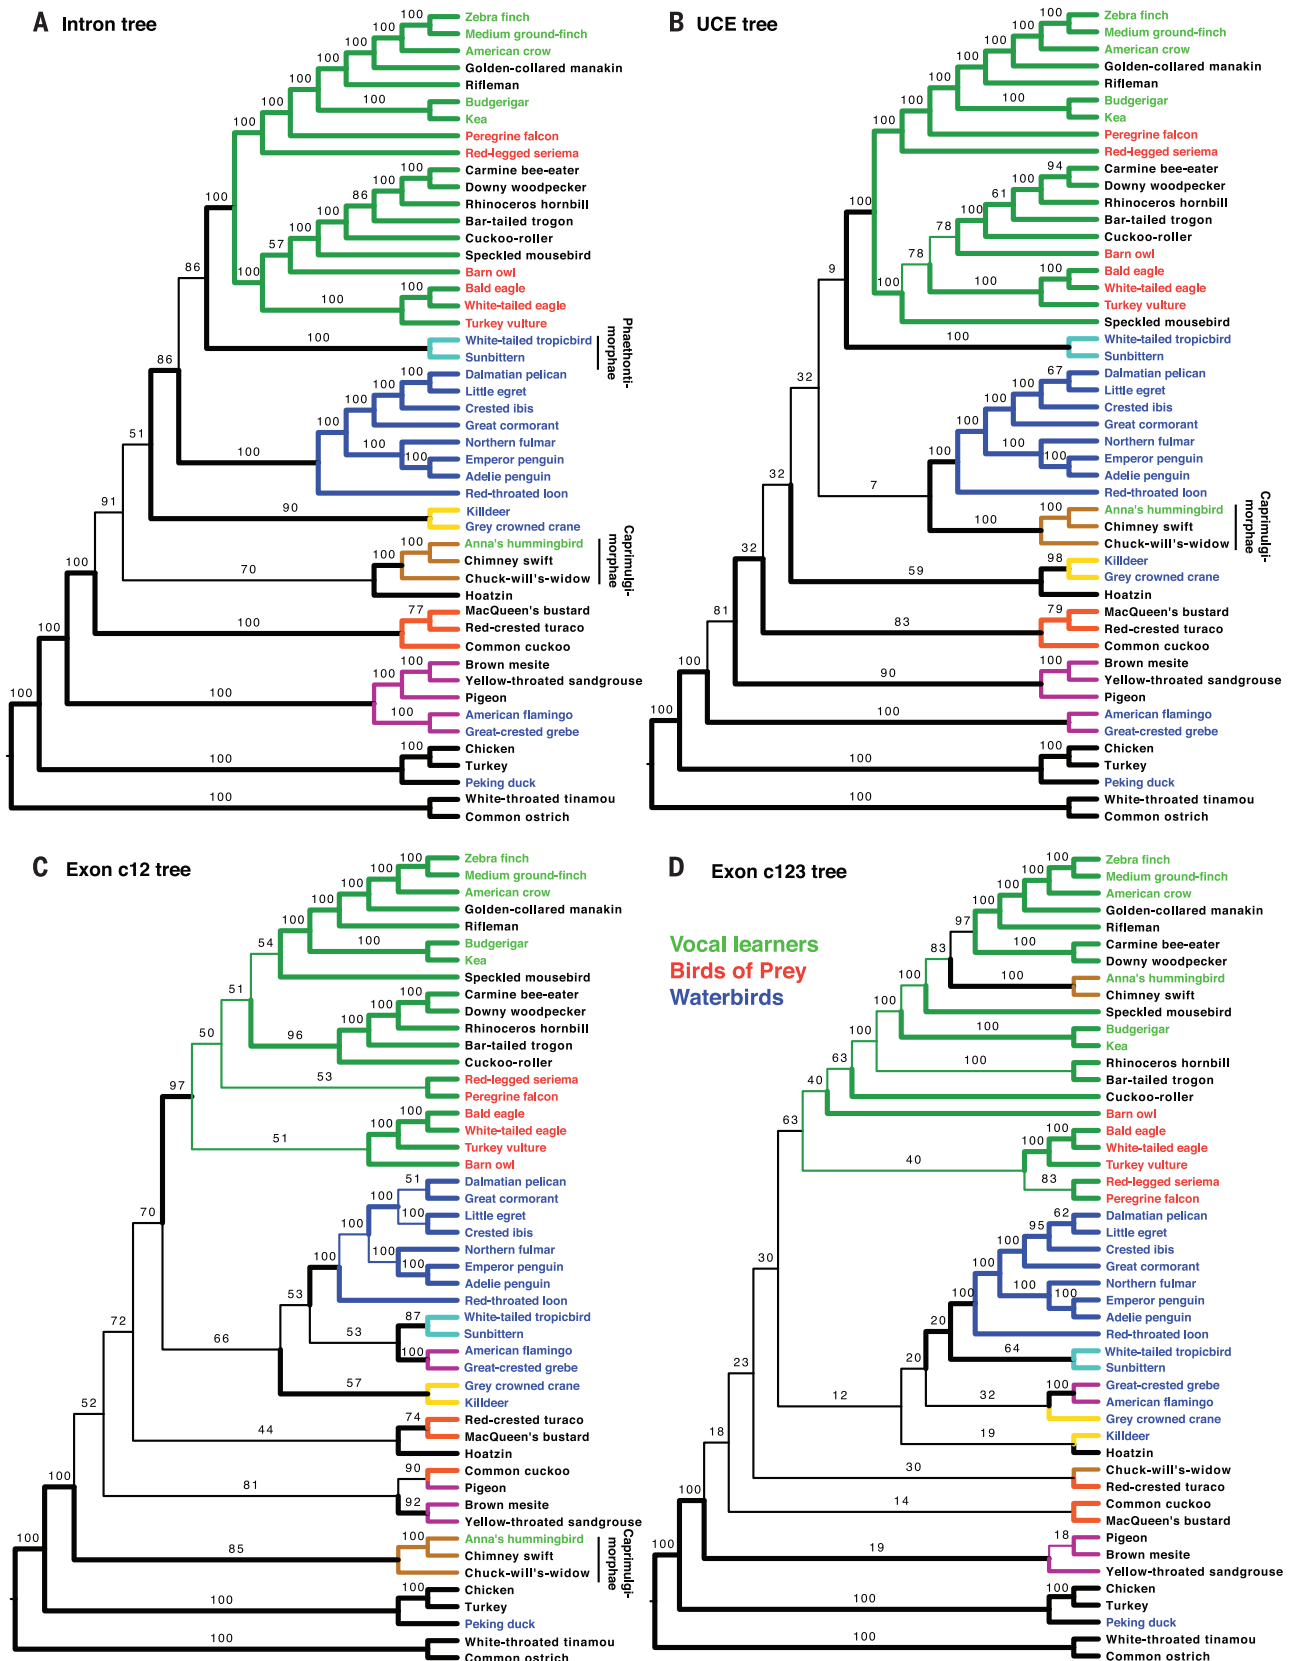 A Intron tree
100
Zebra finch
100
Medium ground-finch
100
American crow
100
Golden-collared manakin
100
Rifleman
100
100
Budgerigar
Kea
100
Peregrine falcon
100
Red-legged seriema
100
Carmine bee-eater
100
Downy woodpecker
86
Rhinoceros hornbill
100
Bar-tailed trogon
100
Cuckoo-roller
57
Speckled mousebird
100
Barn owl
100
Bald eagle
100
White-tailed eagle
Turkey vulture
86
100
White-tailed tropicbird
Sunbittern
Phaethonti-
morphae
86
100
Dalmatian pelican
100
Little egret
100
Crested ibis
100
Great cormorant
100
Northern fulmar
100
Emperor penguin
Adelie penguin
100
Red-throated loon
51
90
Killdeer
Grey crowned crane
91
100
Anna's hummingbird
100
Chimney swift
70
Chuck-will's-widow
Hoatzin
Caprimulgi-
morphae
100
77
MacQueen's bustard
100
Red-crested turaco
Common cuckoo
100
100
Brown mesite
100
Yellow-throated sandgrouse
100
Pigeon
100
American flamingo
Great-crested grebe
100
100
Chicken
Turkey
100
Peking duck
100
White-throated tinamou
Common ostrich
B UCE tree
100
Zebra finch
100
Medium ground-finch
100
American crow
100
Golden-collared manakin
100
Rifleman
100
100
Budgerigar
Kea
100
Peregrine falcon
100
Red-legged seriema
94
Carmine bee-eater
100
Downy woodpecker
61
Rhinoceros hornbill
100
Bar-tailed trogon
78
Cuckoo-roller
78
Barn owl
100
100
Bald eagle
100
White-tailed eagle
Turkey vulture
100
Speckled mousebird
9
100
White-tailed tropicbird
Sunbittern
32
67
Dalmatian pelican
100
Little egret
100
Crested ibis
100
Great cormorant
100
Northern fulmar
100
Emperor penguin
100
Adelie penguin
7
Red-throated loon
32
Anna's hummingbird
100
Chimney swift
Chuck-will's-widow
Caprimulgi-
morphae
32
98
Killdeer
59
Grey crowned crane
Hoatzin
81
79
MacQueen's bustard
83
Red-crested turaco
Common cuckoo
100
100
Brown mesite
90
Yellow-throated sandgrouse
Pigeon
100
100
American flamingo
Great-crested grebe
100
Chicken
Turkey
100
Peking duck
100
White-throated tinamou
Common ostrich
C Exon c12 tree
100
Zebra finch
100
Medium ground-finch
100
American crow
100
Golden-collared manakin
100
Rifleman
54
100
Budgerigar
Kea
51
Speckled mousebird
100
Carmine bee-eater
100
Downy woodpecker
100
Rhinoceros hornbill
50
96
100
Bar-tailed trogon
Cuckoo-roller
97
53
Red-legged seriema
Peregrine falcon
100
Bald eagle
100
White-tailed eagle
51
Turkey vulture
Barn owl
70
51
Dalmatian pelican
100
Great cormorant
100
100
Little egret
Crested ibis
100
100
Northern fulmar
100
Emperor penguin
Adelie penguin
53
Red-throated loon
72
66
53
87
White-tailed tropicbird
Sunbittern
100
American flamingo
Great-crested grebe
57
Grey crowned crane
Killdeer
52
44
74
Red-crested turaco
MacQueen's bustard
Hoatzin
100
81
90
Common cuckoo
Pigeon
92
Brown mesite
Yellow-throated sandgrouse
100
85
100
Anna's hummingbird
Chimney swift
Chuck-will's-widow
Caprimulgi-
morphae
100
100
Chicken
Turkey
Peking duck
100
White-throated tinamou
Common ostrich
D Exon c123 tree
Vocal learners
Birds of Prey
Waterbirds
100
Zebra finch
100
Medium ground-finch
100
American crow
100
Golden-collared manakin
97
Rifleman
100
Carmine bee-eater
83
Downy woodpecker
100
Anna's hummingbird
100
Chimney swift
Speckled mousebird
100
100
Budgerigar
Kea
100
100
Rhinoceros hornbill
Bar-tailed trogon
63
Cuckoo-roller
40
Barn owl
63
100
Bald eagle
100
White-tailed eagle
40
Turkey vulture
83
Red-legged seriema
Peregrine falcon
62
Dalmatian pelican
95
Little egret
100
Crested ibis
30
100
Great cormorant
100
100
Northern fulmar
100
Emperor penguin
Adelie penguin
20
Red-throated loon
64
White-tailed tropicbird
Sunbittern
23
20
100
Great-crested grebe
12
32
American flamingo
Grey crowned crane
18
19
Killdeer
Hoatzin
30
Chuck-will's-widow
Red-crested turaco
100
14
Common cuckoo
MacQueen's bustard
18
Pigeon
19
Brown mesite
Yellow-throated sandgrouse
100
100
Chicken
Turkey
100
Peking duck
100
White-throated tinamou
Common ostrich